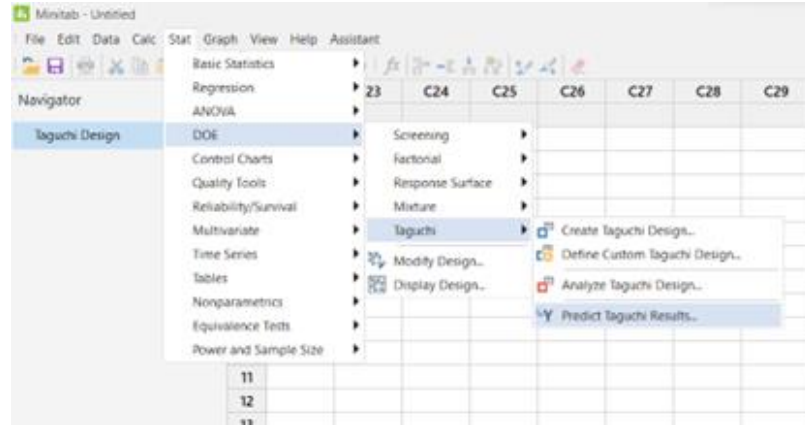 Minitab - Untitled
File Edit Data Calc Stat Graph View Help Assistant
Navigator
Taguchi Design
Basic Statistics
Regression
ANOVA
DOE
Control Charts
Quality Tools
Reliability/Survival
Multivariate
Time Series
Tables
Nonparametrics
Equivalence Tests
Power and Sample Size
Screening
Factorial
Response Surface
Mixture
Taguchi
Modify Design...
Display Design...
Create Taguchi Design...
Define Custom Taguchi Design...
Analyze Taguchi Design...
Predict Taguchi Results...
23 C24 C25 C26 C27 C28 C29
11
12
13